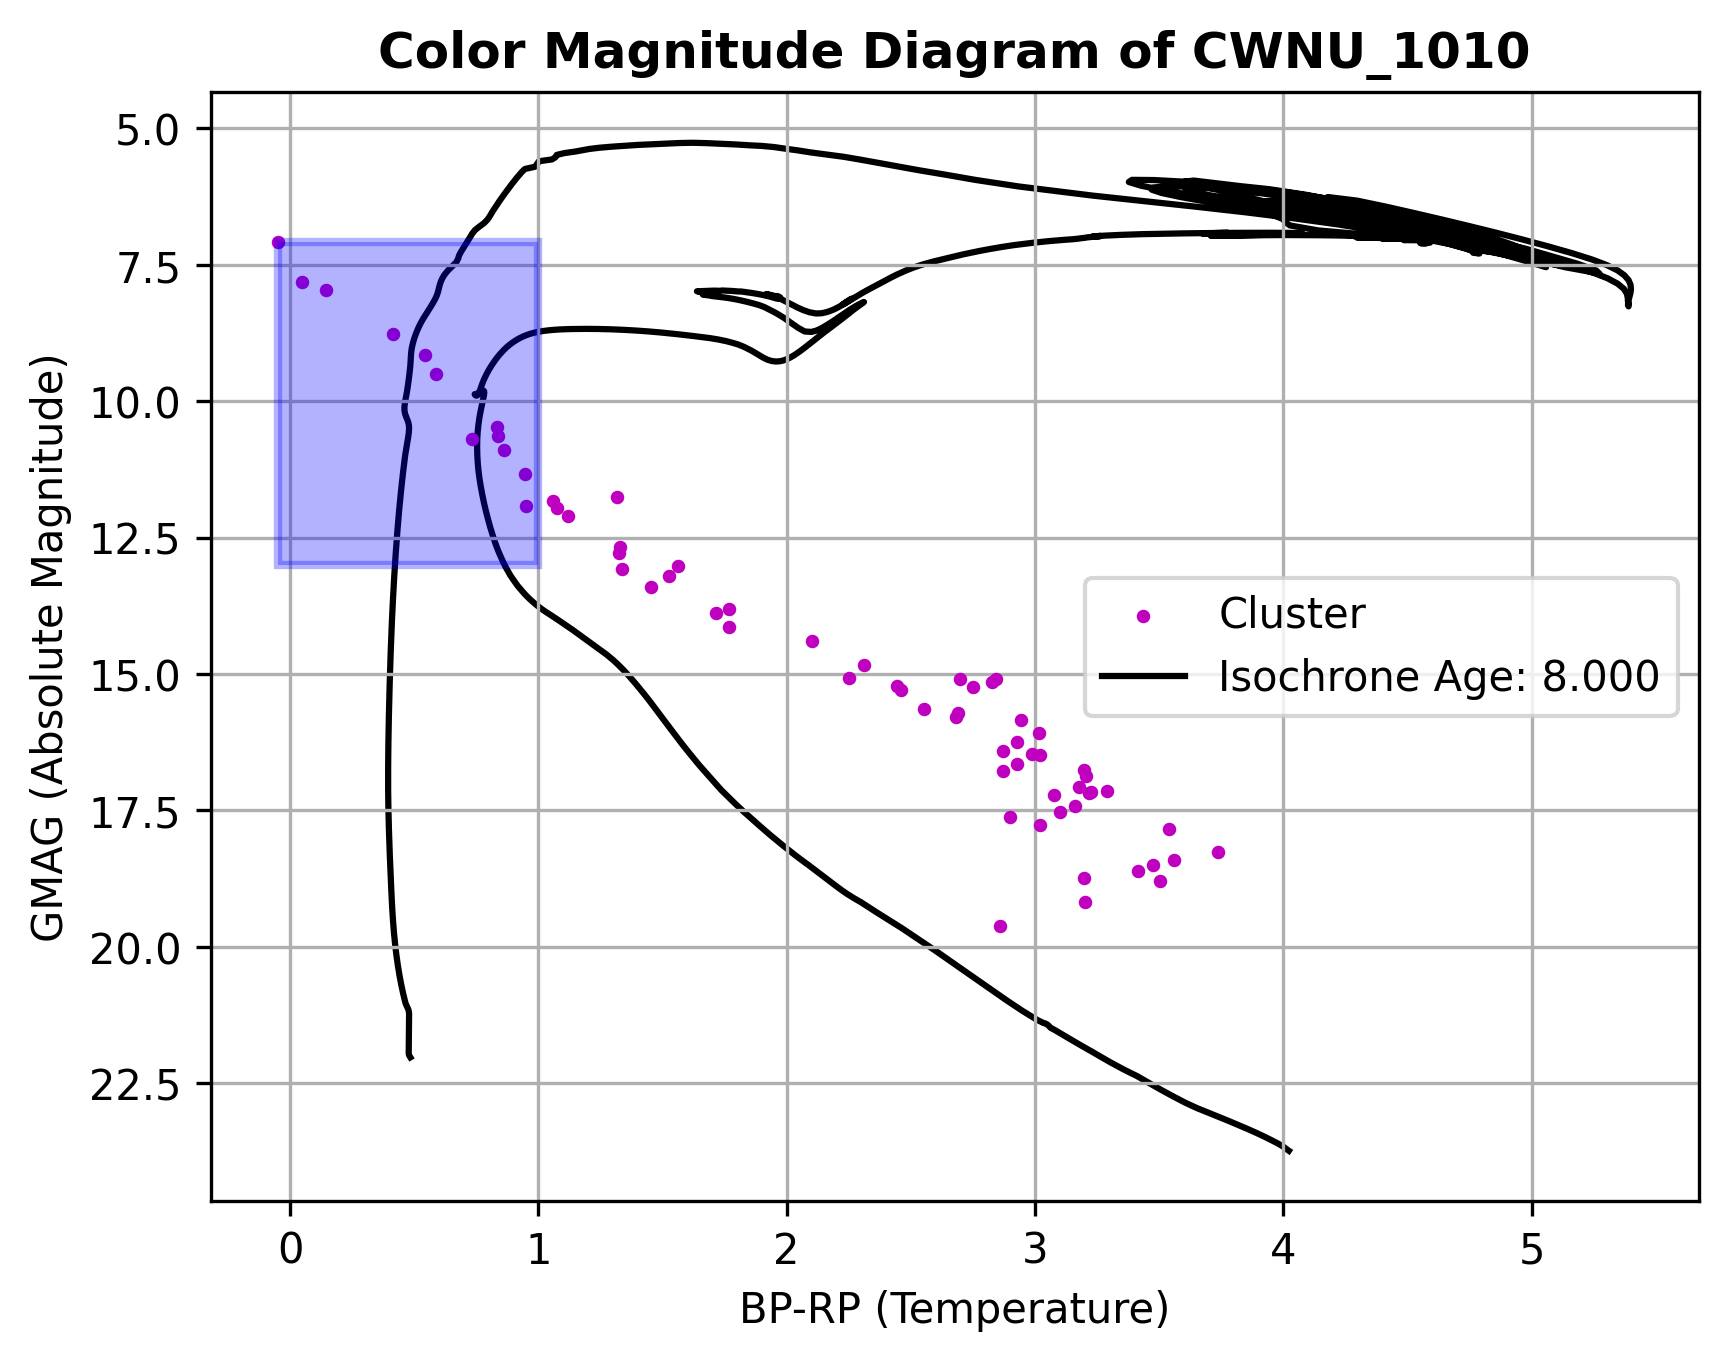 Color Magnitude Diagram of CWNU_1010
GMAG (Absolute Magnitude)
5.0
7.5
10.0
12.5
15.0
17.5
20.0
22.5
Cluster
Isochrone Age: 8.000
0 1 2 3 4 5
BP-RP (Temperature)